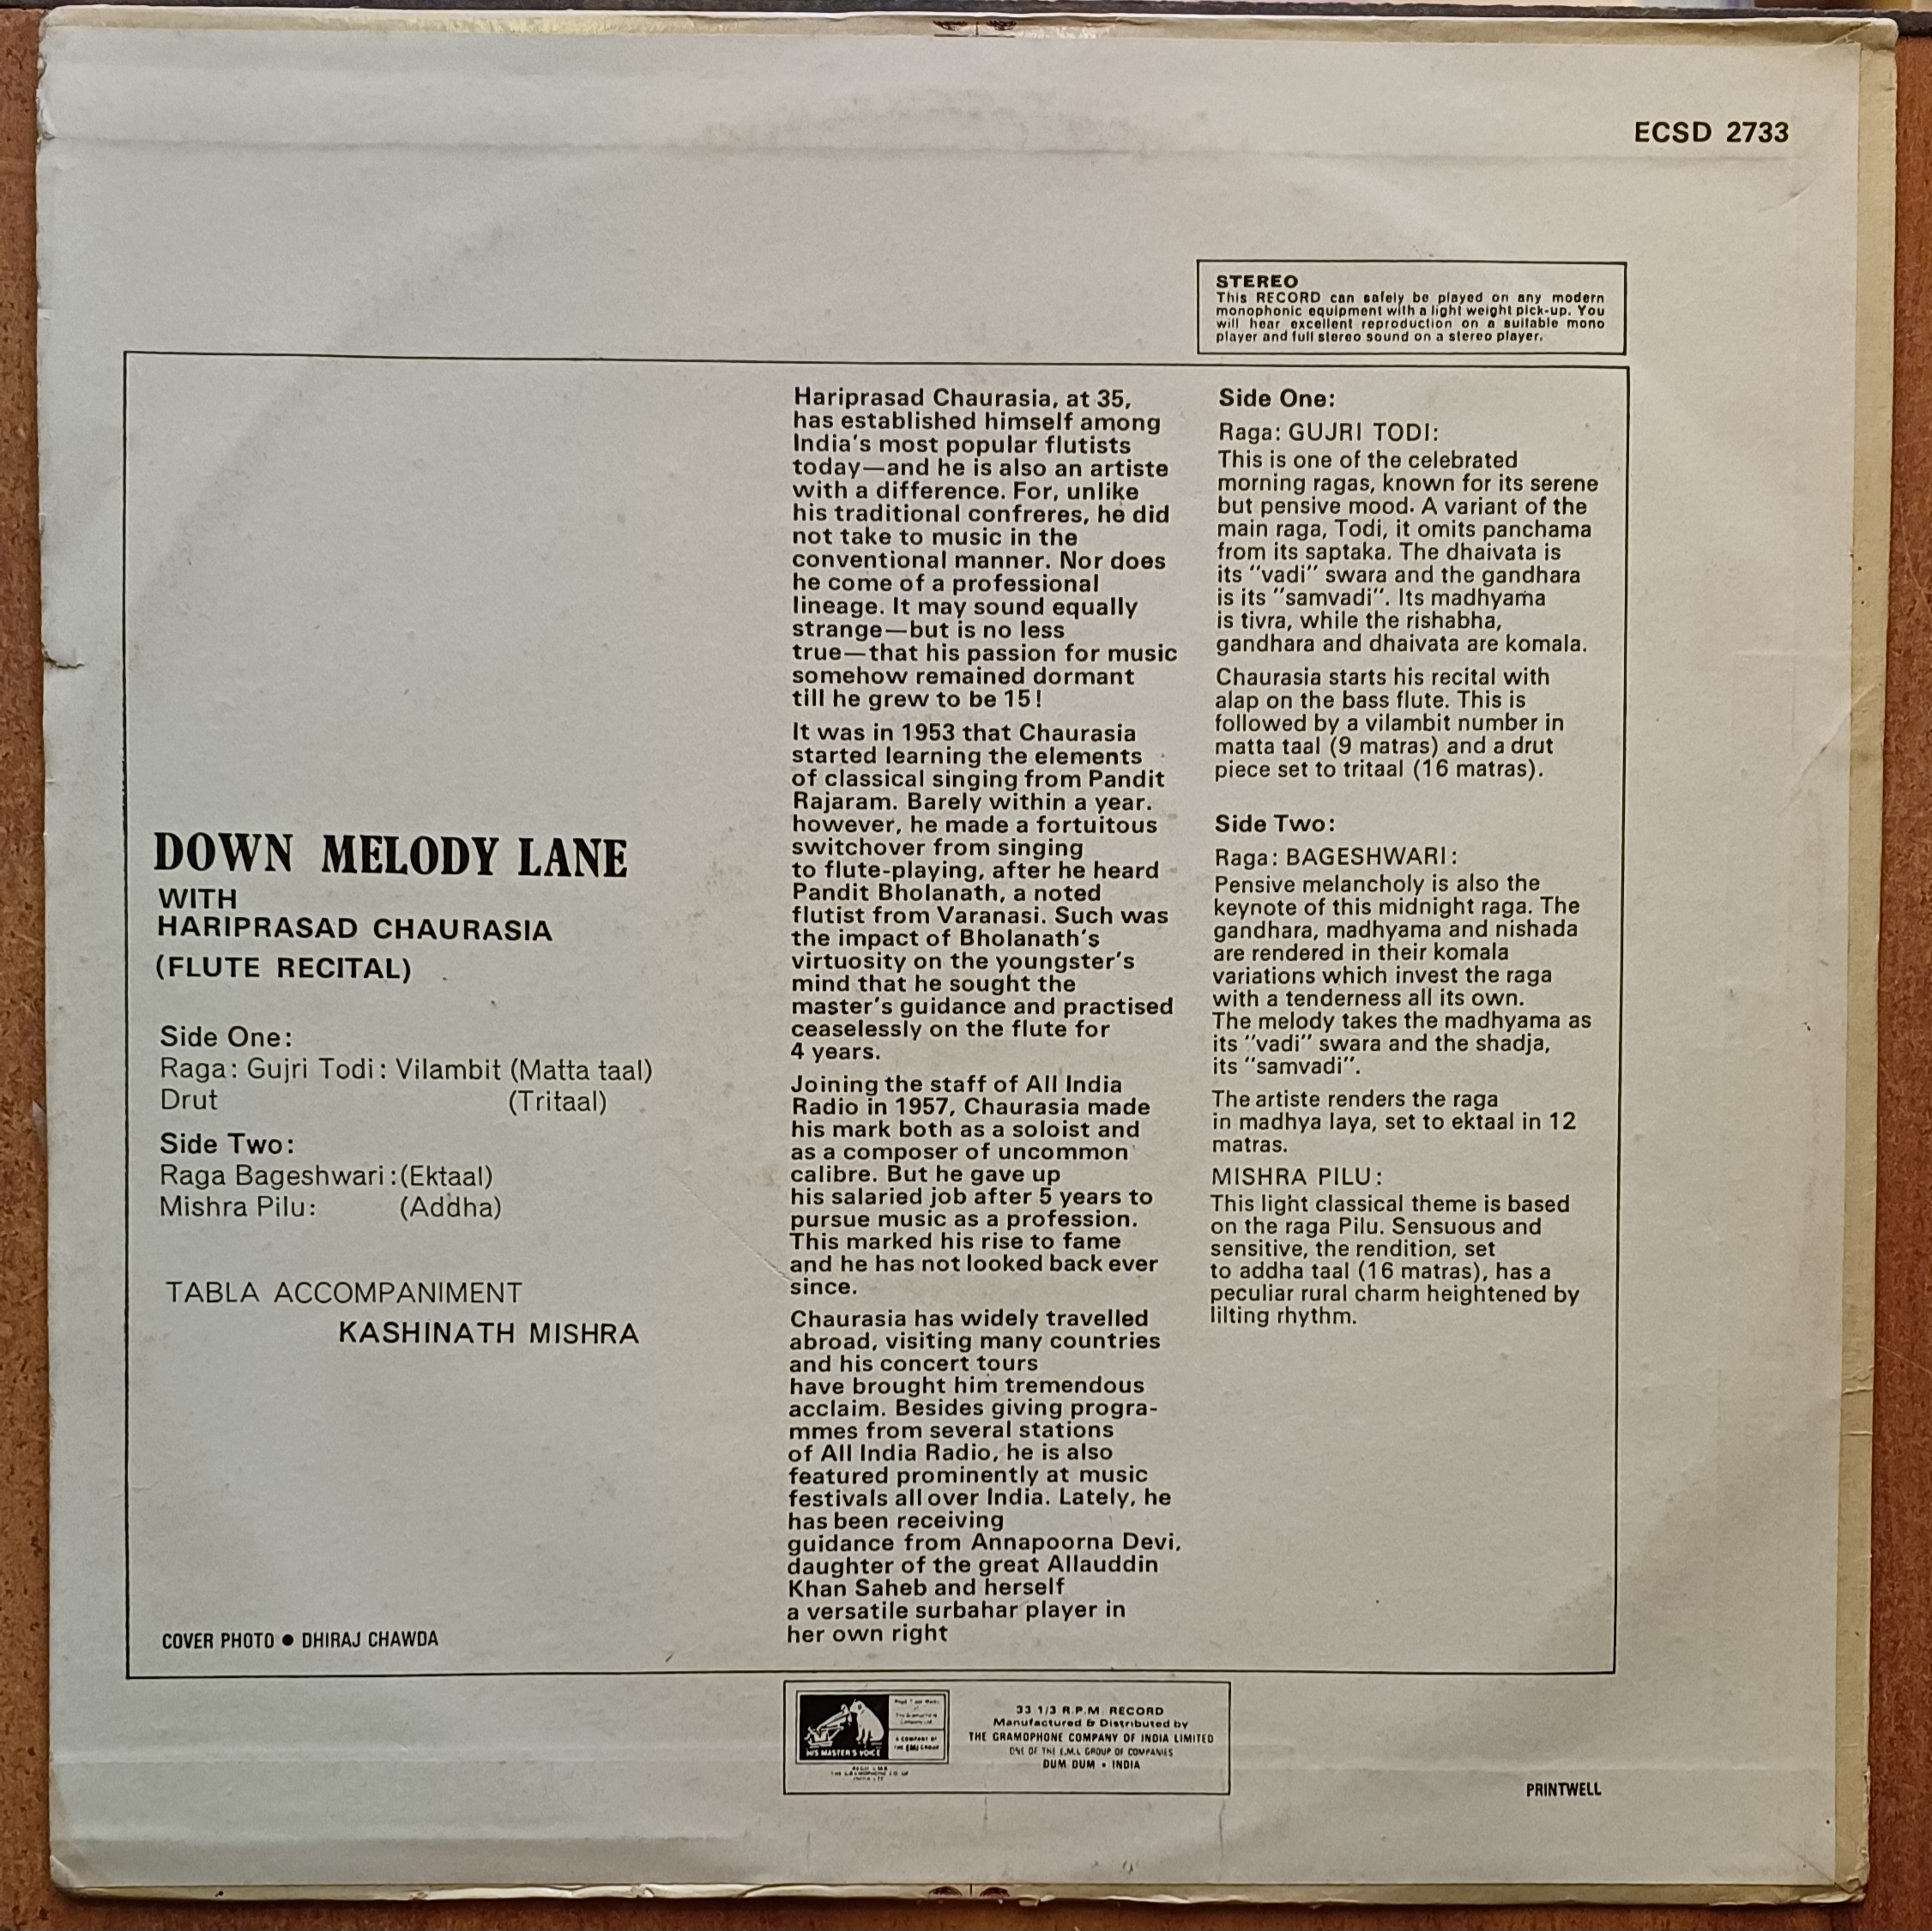 ECSD 2733
STEREO
This RECORD can safely be played on any modern
monophonic equipment with a light weight pick-up. You
will hear excellent reproduction on a suitable mono
player and full stereo sound on a stereo player.
DOWN MELODY LANE
WITH
HARIPRASAD CHAURASIA
(FLUTE RECITAL)
Side One:
Raga: Gujri Todi: Vilambit (Matta taal)
Drut (Tritaal)
Side Two:
Raga Bageshwari:(Ektaal)
Mishra Pilu: (Addha)
TABLA ACCOMPANIMENT
KASHINATH MISHRA
COVER PHOTO ● DHIRAJ CHAWDA
Hariprasad Chaurasia, at 35,
has established himself among
India's most popular flutists
today—and he is also an artiste
with a difference. For, unlike
his traditional confreres, he did
not take to music in the
conventional manner. Nor does
he come of a professional
lineage. It may sound equally
strange—but is no less
true—that his passion for music
somehow remained dormant
till he grew to be 15!
It was in 1953 that Chaurasia
started learning the elements
of classical singing from Pandit
Rajaram. Barely within a year.
however, he made a fortuitous
switchover from singing
to flute-playing, after he heard
Pandit Bholanath, a noted
flutist from Varanasi. Such was
the impact of Bholanath's
virtuosity on the youngster's
mind that he sought the
master's guidance and practised
ceaselessly on the flute for
4 years.
Joining the staff of All India
Radio in 1957, Chaurasia made
his mark both as a soloist and
as a composer of uncommon
calibre. But he gave up
his salaried job after 5 years to
pursue music as a profession.
This marked his rise to fame
and he has not looked back ever
since.
Chaurasia has widely travelled
abroad, visiting many countries
and his concert tours
have brought him tremendous
acclaim. Besides giving progra-
mmes from several stations
of All India Radio, he is also
featured prominently at music
festivals all over India. Lately, he
has been receiving
guidance from Annapoorna Devi,
daughter of the great Allauddin
Khan Saheb and herself
a versatile surbahar player in
her own right
Side One:
Raga: GUJRI TODI:
This is one of the celebrated
morning ragas, known for its serene
but pensive mood. A variant of the
main raga, Todi, it omits panchama
from its saptaka. The dhaivata is
its "vadi" swara and the gandhara
is its "samvadi". Its madhyama
is tivra, while the rishabha,
gandhara and dhaivata are komala.
Chaurasia starts his recital with
alap on the bass flute. This is
followed by a vilambit number in
matta taal (9 matras) and a drut
piece set to tritaal (16 matras).
Side Two:
Raga: BAGESHWARI:
Pensive melancholy is also the
keynote of this midnight raga. The
gandhara, madhyama and nishada
are rendered in their komala
variations which invest the raga
with a tenderness all its own.
The melody takes the madhyama as
its "vadi" swara and the shadja,
its "samvadi".
The artiste renders the raga
in madhya laya, set to ektaal in 12
matras.
MISHRA PILU:
This light classical theme is based
on the raga Pilu. Sensuous and
sensitive, the rendition, set
to addha taal (16 matras), has a
peculiar rural charm heightened by
lilting rhythm.
HIS MASTER'S VOICE
33 1/3 R.P.M. RECORD
Manufactured & Distributed by
THE GRAMOPHONE COMPANY OF INDIA LIMITED
ONE OF THE E.M.I. GROUP OF COMPANIES
DUM DUM • INDIA
PRINTWELL